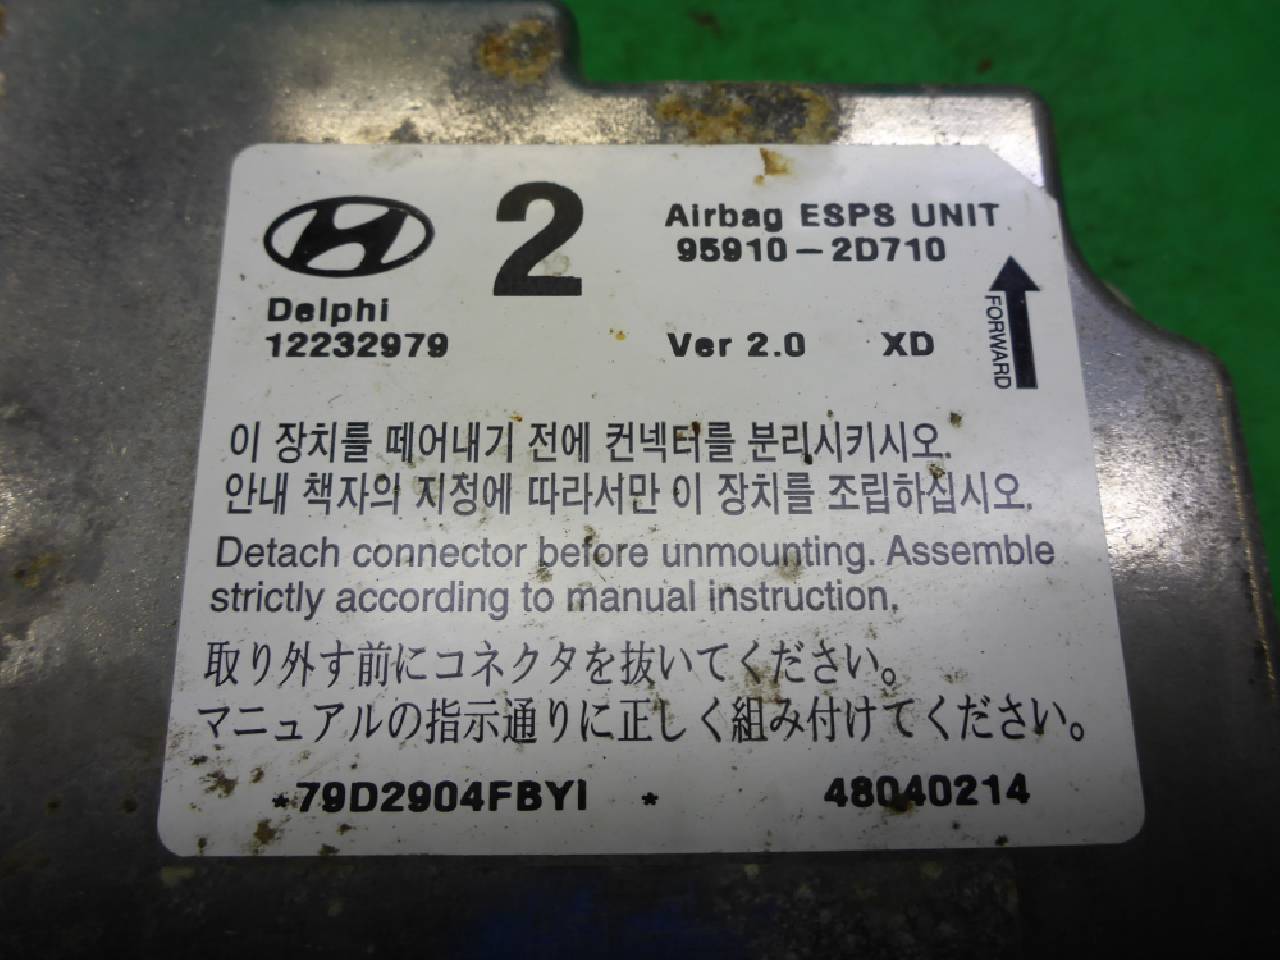 2
Airbag ESPS UNIT
95910-2D710
Delphi
12232979
Ver 2.0 XD
FORWARD
이 장치를 떼어내기 전에 컨넥터를 분리시키시오.
안내 책자의 지정에 따라서만 이 장치를 조립하십시오.
Detach connector before unmounting. Assemble
strictly according to manual instruction.
取り外す前にコネクタを抜いてください。
マニュアルの指示通りに正しく組み付けてください。
*79D2904FBYI * 48040214